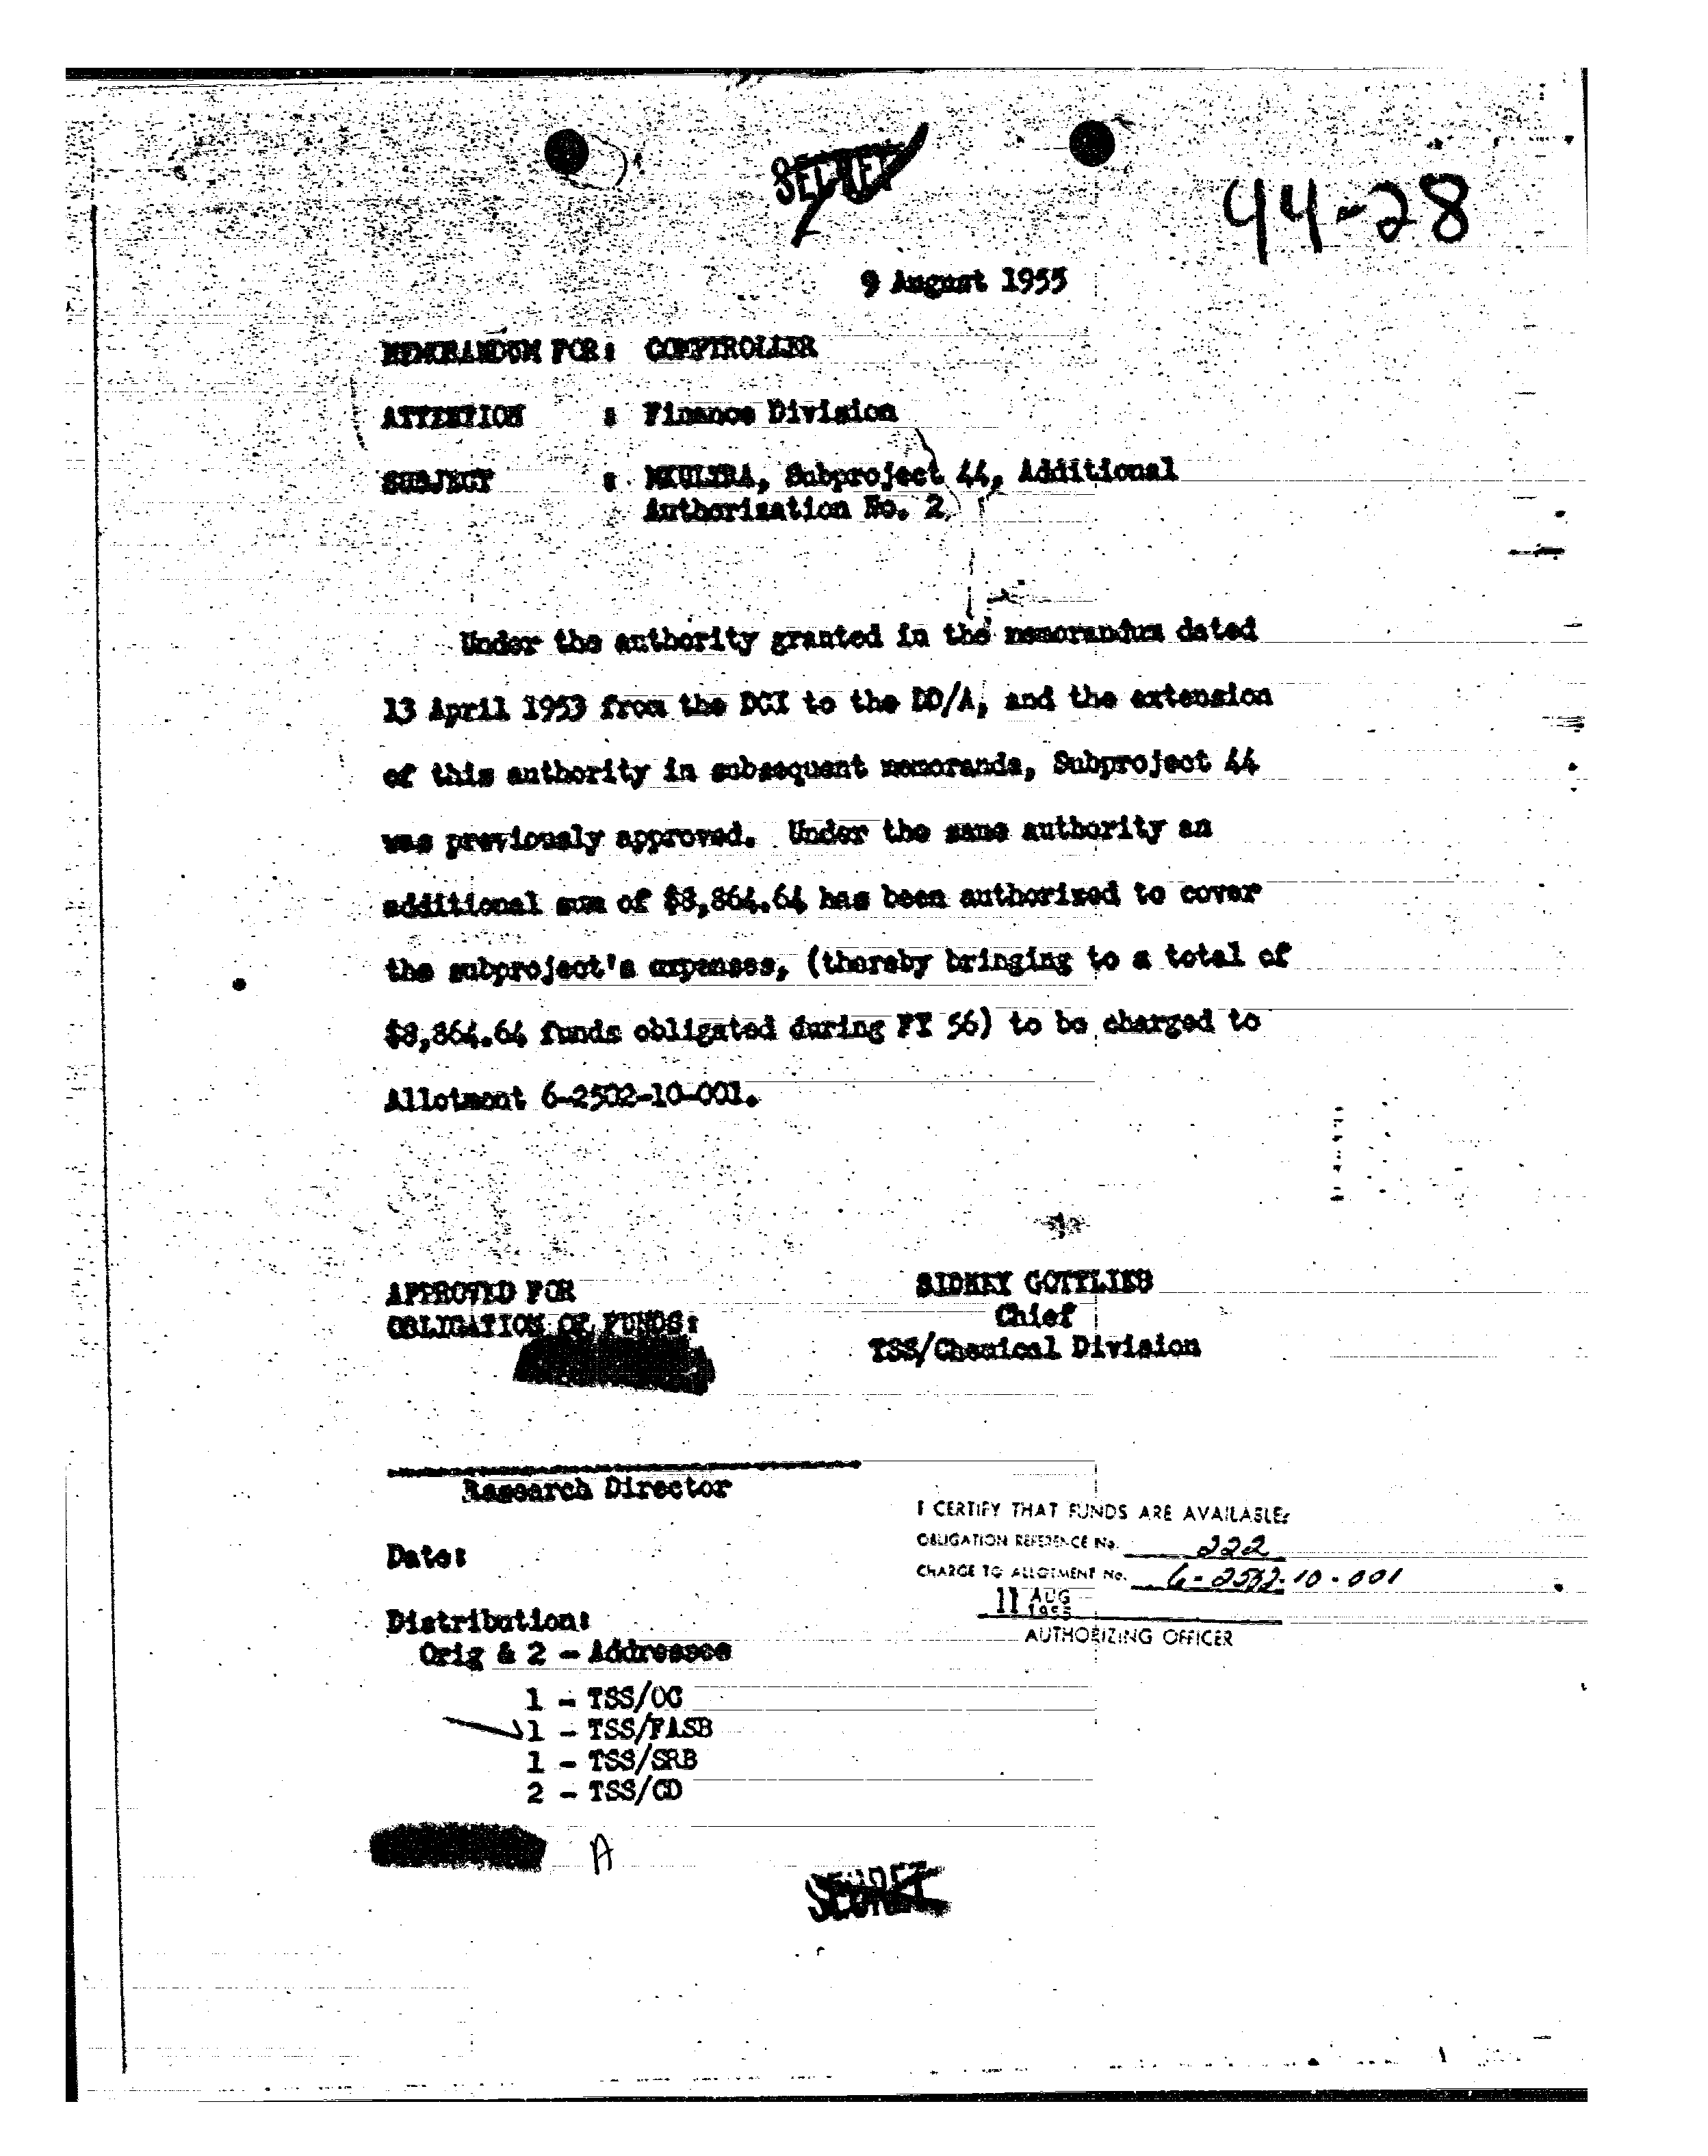 SECRET
44-28
9 August 1955
MEMORANDUM FOR: COMPTROLLER
ATTENTION : Finance Division
SUBJECT : MKULTRA, Subproject 44, Additional
Authorization No. 2
Under the authority granted in the memorandum dated
13 April 1953 from the DCI to the DD/A, and the extension
of this authority in subsequent memoranda, Subproject 44
was previously approved. Under the same authority an
additional sum of $8,864.64 has been authorized to cover
the subproject's expenses, (thereby bringing to a total of
$8,864.64 funds obligated during FY 56) to be charged to
Allotment 6-2502-10-001.
APPROVED FOR
OBLIGATION OF FUNDS:
SIDNEY GOTTLIEB
Chief
TSS/Chemical Division
Research Director
I CERTIFY THAT FUNDS ARE AVAILABLE:
OBLIGATION REFERENCE No. 222
CHARGE TO ALLOTMENT No. 6-2502-10-001
11 AUG 1955
AUTHORIZING OFFICER
Date:
Distribution:
Orig & 2 - Addressee
1 - TSS/OC
1 - TSS/FASB
1 - TSS/SRB
2 - TSS/CD
A
SECRET